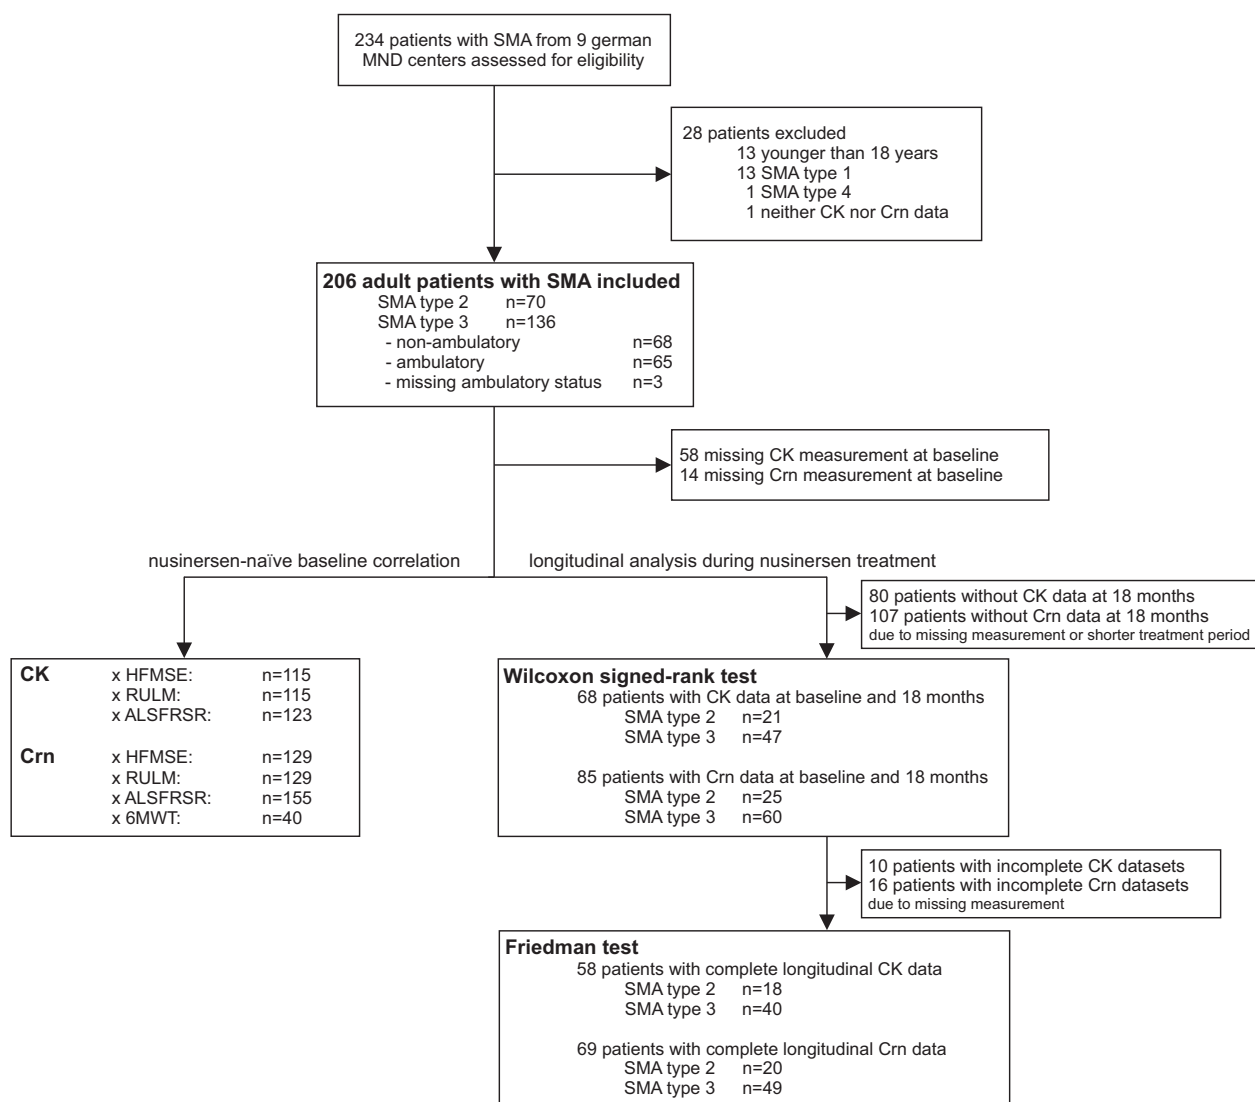 234 patients with SMA from 9 german
MND centers assessed for eligibility
28 patients excluded
13 younger than 18 years
13 SMA type 1
1 SMA type 4
1 neither CK nor Crn data
206 adult patients with SMA included
SMA type 2 n=70
SMA type 3 n=136
- non-ambulatory n=68
- ambulatory n=65
- missing ambulatory status n=3
58 missing CK measurement at baseline
14 missing Crn measurement at baseline
nusinersen-naïve baseline correlation
longitudinal analysis during nusinersen treatment
80 patients without CK data at 18 months
107 patients without Crn data at 18 months
due to missing measurement or shorter treatment period
CK x HFMSE: n=115
x RULM: n=115
x ALSFRSR: n=123
Crn x HFMSE: n=129
x RULM: n=129
x ALSFRSR: n=155
x 6MWT: n=40
Wilcoxon signed-rank test
68 patients with CK data at baseline and 18 months
SMA type 2 n=21
SMA type 3 n=47
85 patients with Crn data at baseline and 18 months
SMA type 2 n=25
SMA type 3 n=60
10 patients with incomplete CK datasets
16 patients with incomplete Crn datasets
due to missing measurement
Friedman test
58 patients with complete longitudinal CK data
SMA type 2 n=18
SMA type 3 n=40
69 patients with complete longitudinal Crn data
SMA type 2 n=20
SMA type 3 n=49